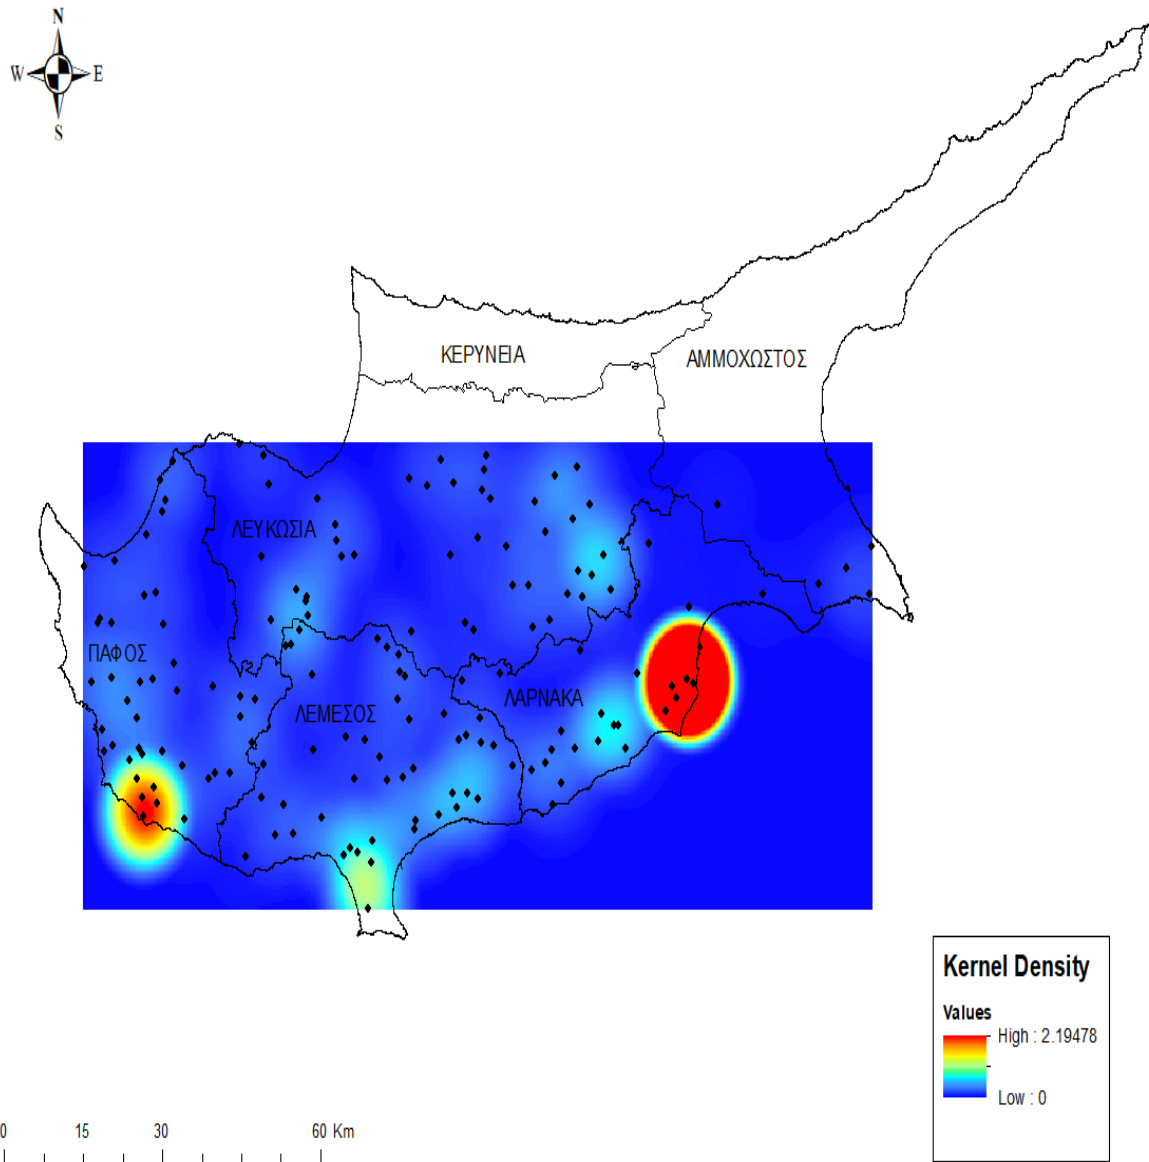 N
W E
S
ΚΕΡΥΝΕΙΑ
ΑΜΜΟΧΩΣΤΟΣ
ΛΕΥΚΩΣΙΑ
ΠΑΦΟΣ
ΛΑΡΝΑΚΑ
ΛΕΜΕΣΟΣ
Kernel Density
Values
High : 2.19478
Low : 0
0 15 30 60 Km